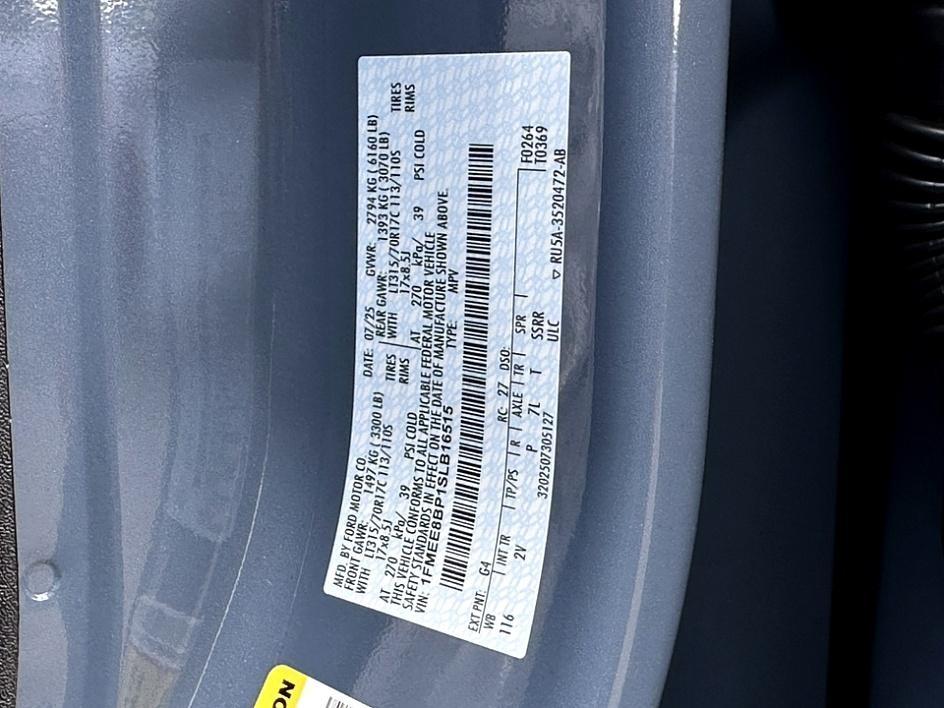 MFD. BY FORD MOTOR CO.
DATE: 07/25 GVWR: 2794 KG ( 6160 LB)
FRONT GAWR: 1497 KG ( 3300 LB)
REAR GAWR: 1393 KG ( 3070 LB)
WITH LT315/70R17C 113/110S TIRES
WITH LT315/70R17C 113/110S TIRES
17x8.5J RIMS
17x8.5J RIMS
AT 270 kPa/ 39 PSI COLD
AT 270 kPa/ 39 PSI COLD
THIS VEHICLE CONFORMS TO ALL APPLICABLE FEDERAL MOTOR VEHICLE
SAFETY STANDARDS IN EFFECT ON THE DATE OF MANUFACTURE SHOWN ABOVE.
VIN: 1FMEE8BP1SLB16515
TYPE: MPV
EXT PNT: G4 RC: 27 DSO: F0264
T0369
WB INT TR TP/PS R AXLE TR SPR
116 2V P 7L T SSRR
ULC
3202507305127
▽ RU5A-3520472-AB
ON